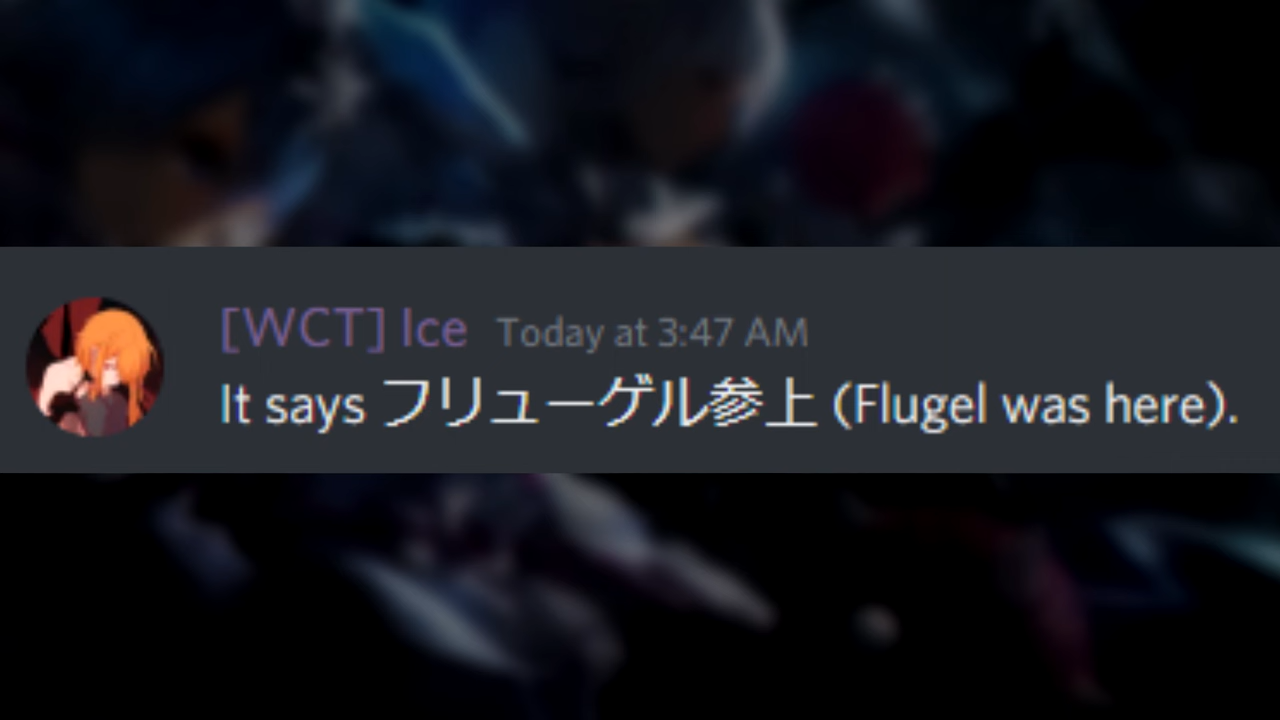 [WCT] Ice Today at 3:47 AM
It says フリューゲル参上 (Flugel was here).